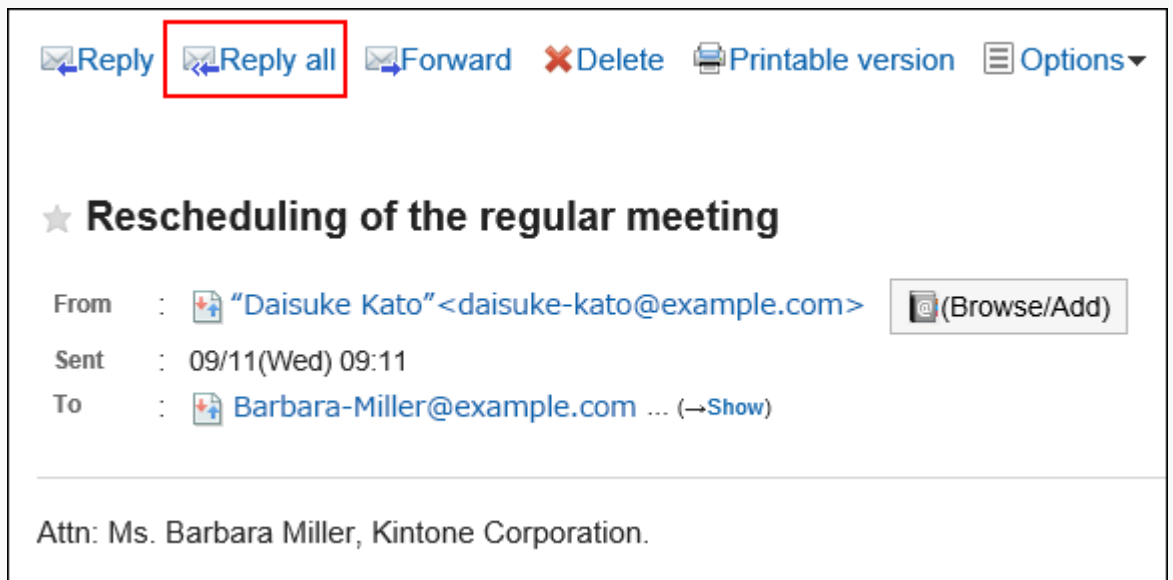 Reply Reply all Forward Delete Printable version Options
Rescheduling of the regular meeting
From : “Daisuke Kato”<daisuke-kato@example.com> @(Browse/Add)
Sent : 09/11(Wed) 09:11
To : Barbara-Miller@example.com ... (→Show)
Attn: Ms. Barbara Miller, Kintone Corporation.